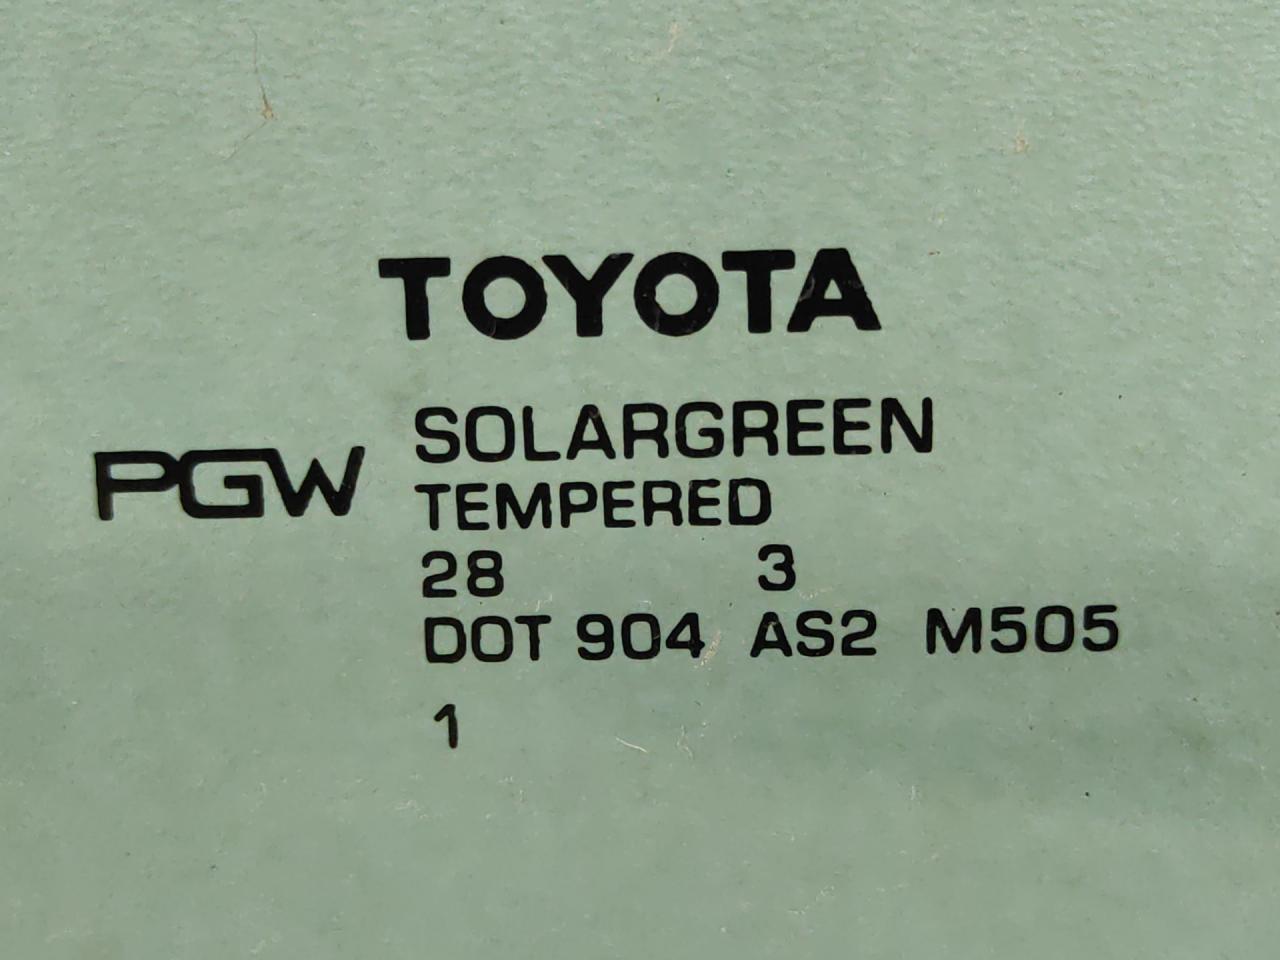 TOYOTA
PGW
SOLARGREEN
TEMPERED
28 3
DOT 904 AS2 M505
1